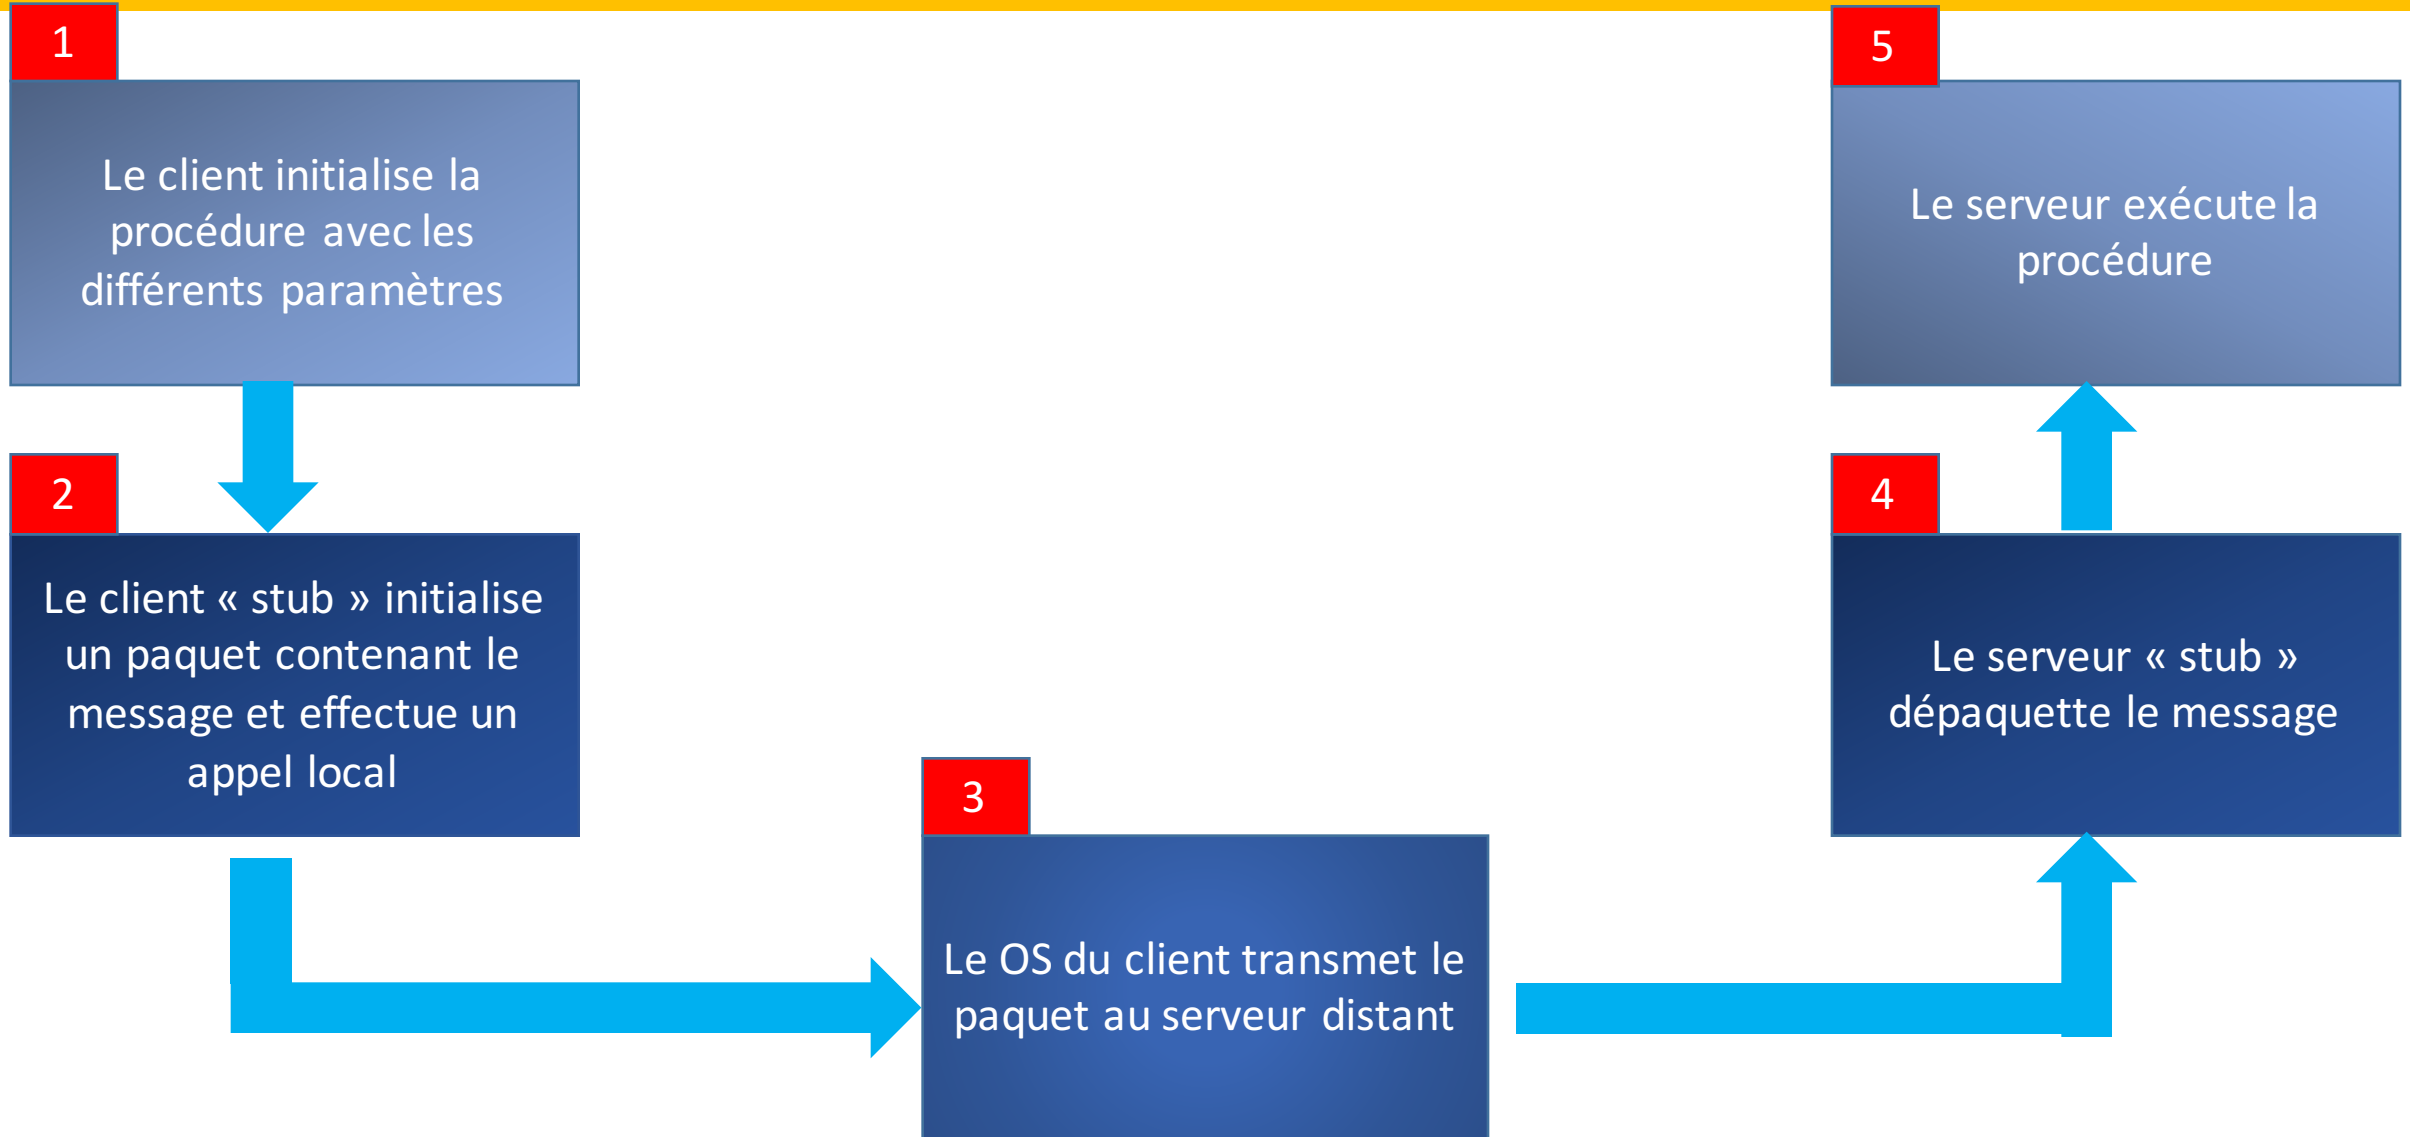 1
Le client initialise la
procédure avec les
différents paramètres
2
Le client « stub » initialise
un paquet contenant le
message et effectue un
appel local
3
Le OS du client transmet le
paquet au serveur distant
4
Le serveur « stub »
dépaquette le message
5
Le serveur exécute la
procédure